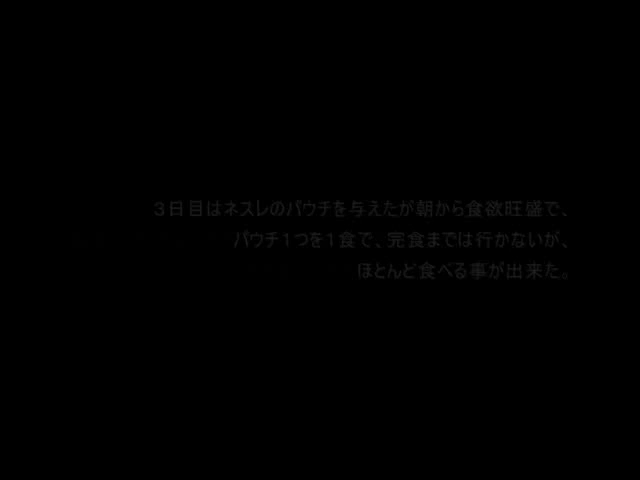 ３日目はネスレのパウチを与えたが朝から食欲旺盛で、
パウチ１つを１食で、完食までは行かないが、
ほとんど食べる事が出来た。